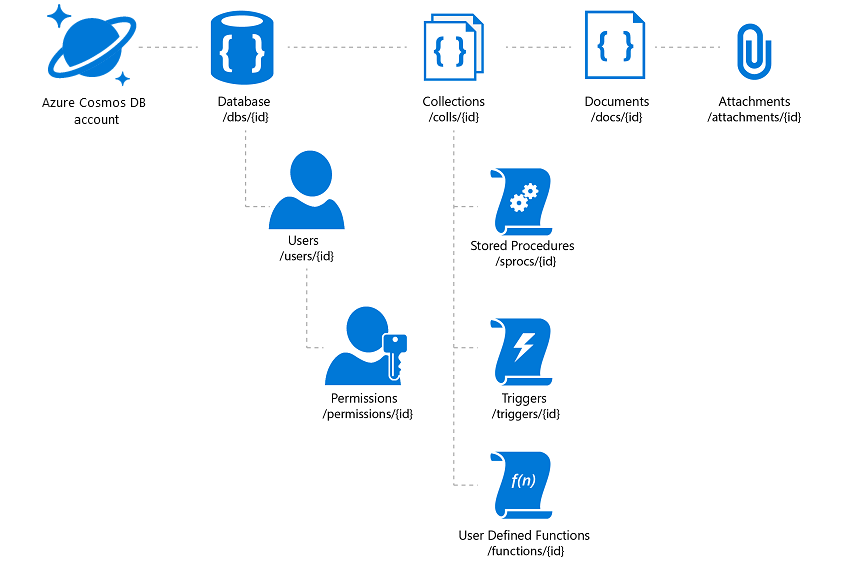 Azure Cosmos DB
account
Database
/dbs/{id}
Collections
/colls/{id}
Documents
/docs/{id}
Attachments
/attachments/{id}
Users
/users/{id}
Stored Procedures
/sprocs/{id}
Permissions
/permissions/{id}
Triggers
/triggers/{id}
f(n)
User Defined Functions
/functions/{id}